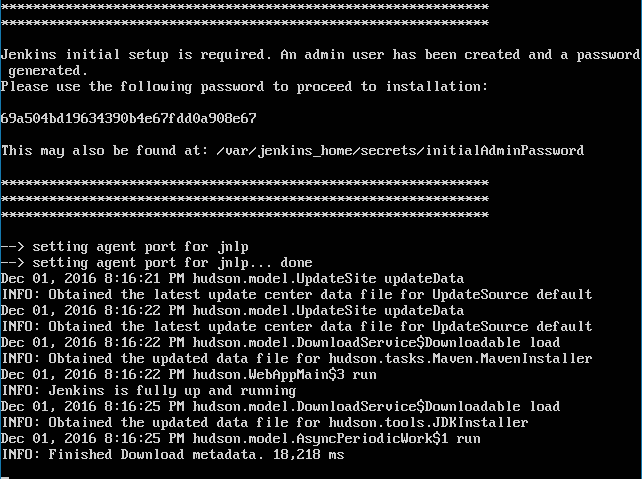 *************************************************************
*************************************************************
Jenkins initial setup is required. An admin user has been created and a password
generated.
Please use the following password to proceed to installation:
69a504bd19634390b4e67fdd0a908e67
This may also be found at: /var/jenkins_home/secrets/initialAdminPassword
*************************************************************
*************************************************************
*************************************************************
--> setting agent port for jnlp
--> setting agent port for jnlp... done
Dec 01, 2016 8:16:21 PM hudson.model.UpdateSite updateData
INFO: Obtained the latest update center data file for UpdateSource default
Dec 01, 2016 8:16:22 PM hudson.model.UpdateSite updateData
INFO: Obtained the latest update center data file for UpdateSource default
Dec 01, 2016 8:16:22 PM hudson.model.DownloadService$Downloadable load
INFO: Obtained the updated data file for hudson.tasks.Maven.MavenInstaller
Dec 01, 2016 8:16:22 PM hudson.WebAppMain$3 run
INFO: Jenkins is fully up and running
Dec 01, 2016 8:16:25 PM hudson.model.DownloadService$Downloadable load
INFO: Obtained the updated data file for hudson.tools.JDKInstaller
Dec 01, 2016 8:16:25 PM hudson.model.AsyncPeriodicWork$1 run
INFO: Finished Download metadata. 18,218 ms